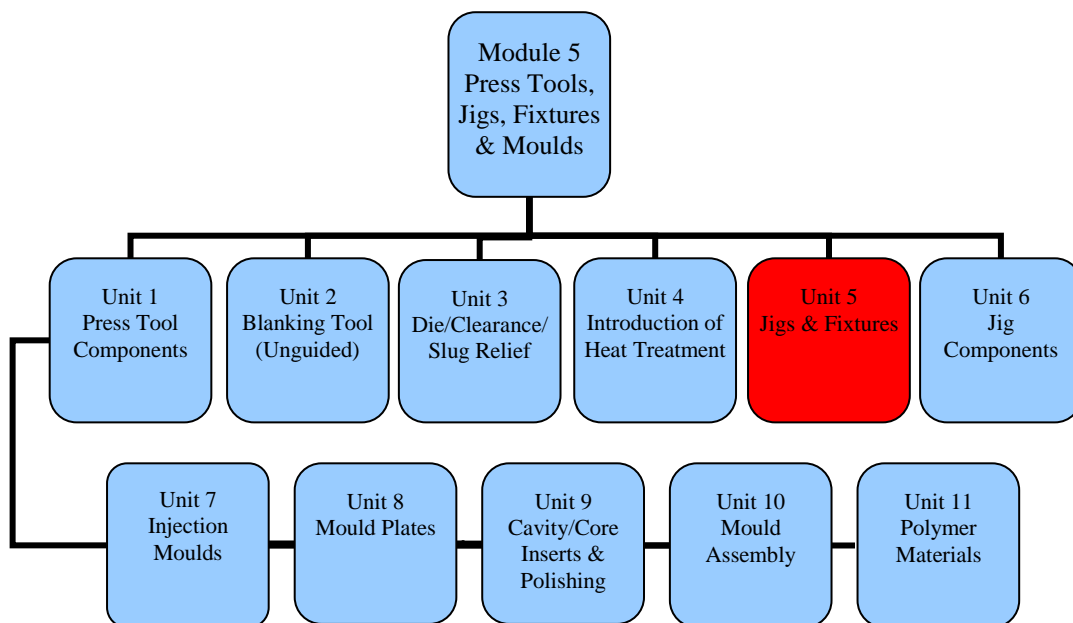 Module 5
Press Tools,
Jigs, Fixtures
& Moulds
Unit 1
Press Tool
Components
Unit 2
Blanking Tool
(Unguided)
Unit 3
Die/Clearance/
Slug Relief
Unit 4
Introduction of
Heat Treatment
Unit 5
Jigs & Fixtures
Unit 6
Jig
Components
Unit 7
Injection
Moulds
Unit 8
Mould Plates
Unit 9
Cavity/Core
Inserts &
Polishing
Unit 10
Mould
Assembly
Unit 11
Polymer
Materials